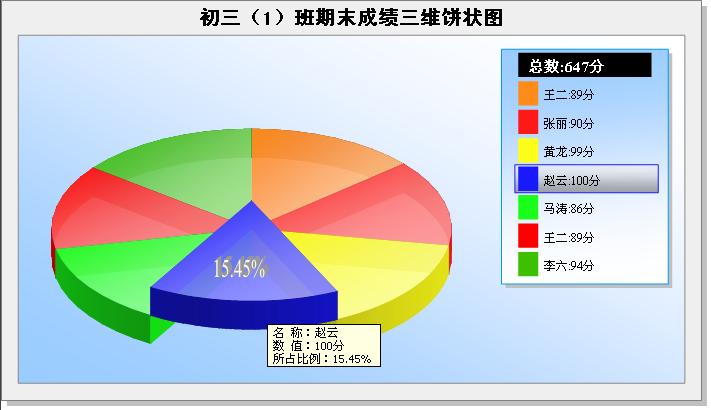 初三（1）班期末成绩三维饼状图
总数:647分
王二:89分
张丽:90分
黄龙:99分
赵云:100分
马涛:86分
王二:89分
李六:94分
15.45%
名 称：赵云
数 值：100分
所占比例：15.45%